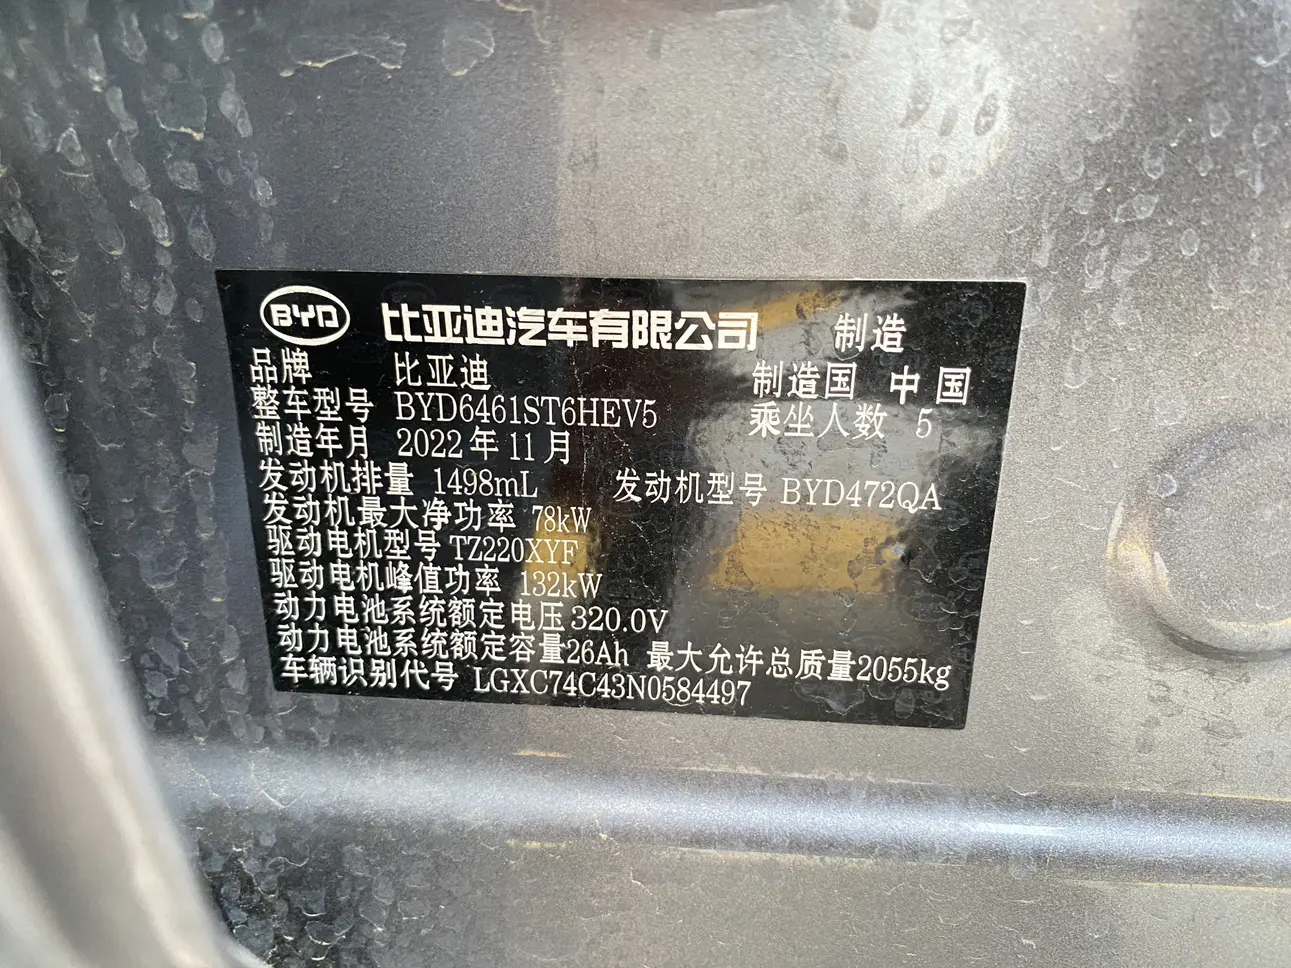 BYD 比亚迪汽车有限公司 制造
品牌 比亚迪 制造国 中国
整车型号 BYD6461ST6HEV5 乘坐人数 5
制造年月 2022年11月
发动机排量 1498mL 发动机型号 BYD472QA
发动机最大净功率 78kW
驱动电机型号 TZ220XYF
驱动电机峰值功率 132kW
动力电池系统额定电压 320.0V
动力电池系统额定容量 26Ah 最大允许总质量 2055kg
车辆识别代号 LGXC74C43N0584497